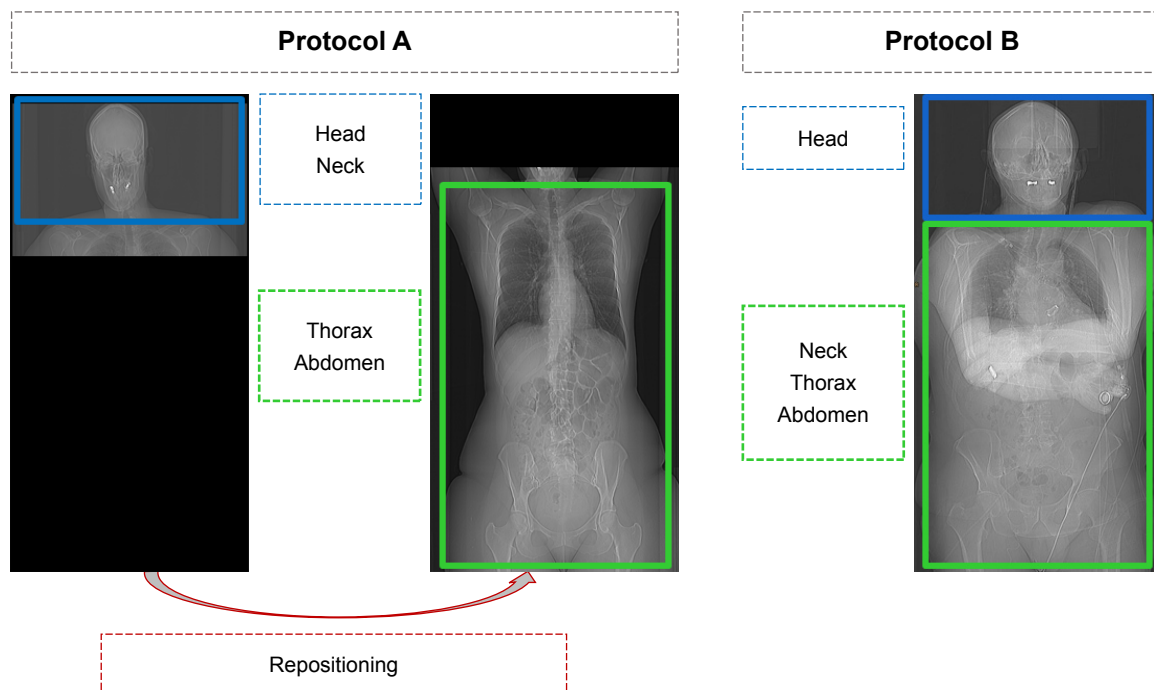 Protocol A
Protocol B
Head
Neck
Thorax
Abdomen
Head
Neck
Thorax
Abdomen
Repositioning